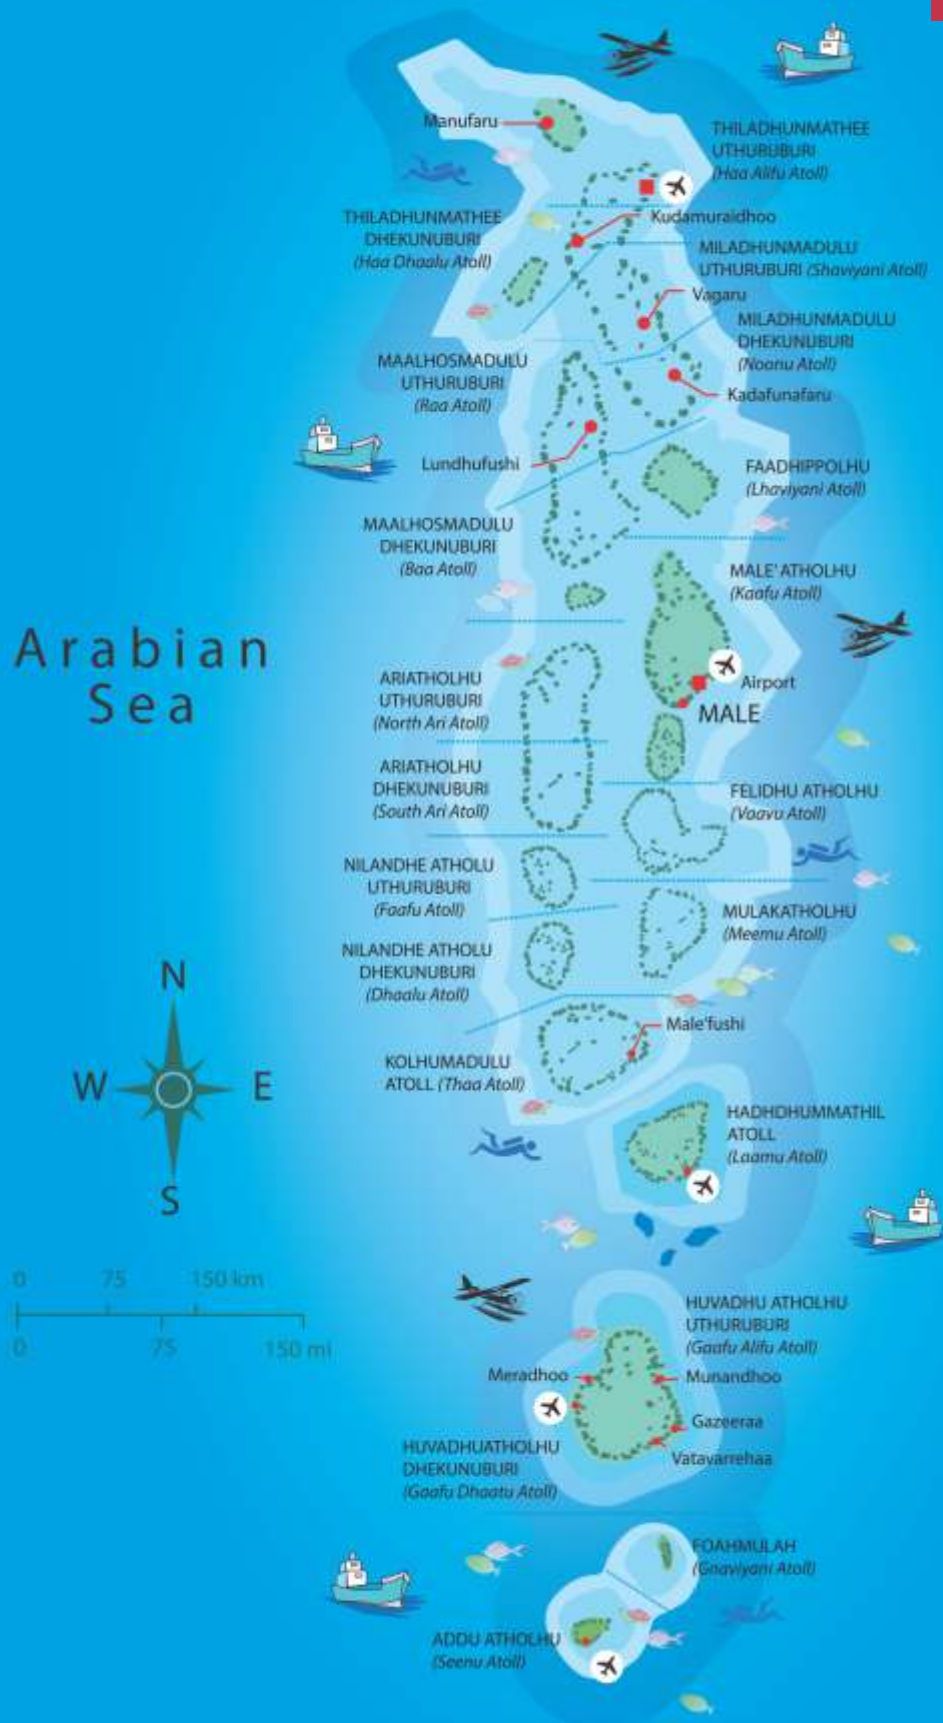 Manufaru
THILADHUNMATHEE
UTHURUBURI
(Haa Alifu Atoll)
THILADHUNMATHEE
DHEKUNUBURI
(Haa Dhaalu Atoll)
Kudamuraidhoo
MILADHUNMADULU
UTHURUBURI (Shaviyani Atoll)
Vagaru
MILADHUNMADULU
DHEKUNUBURI
(Noonu Atoll)
MAALHOSMADULU
UTHURUBURI
(Raa Atoll)
Kadafunafaru
Lundhufushi
FAADHIPPOLHU
(Lhaviyani Atoll)
MAALHOSMADULU
DHEKUNUBURI
(Baa Atoll)
MALE' ATHOLHU
(Kaafu Atoll)
Arabian
Sea
ARIATHOLHU
UTHURUBURI
(North Ari Atoll)
Airport
MALE
ARIATHOLHU
DHEKUNUBURI
(South Ari Atoll)
FELIDHU ATHOLHU
(Vaavu Atoll)
NILANDHE ATHOLU
UTHURUBURI
(Faafu Atoll)
MULAKATHOLHU
(Meemu Atoll)
NILANDHE ATHOLU
DHEKUNUBURI
(Dhaalu Atoll)
N
W
E
S
Male'fushi
KOLHUMADULU
ATOLL (Thaa Atoll)
HADHDHUMMATHIL
ATOLL
(Laamu Atoll)
0 75 150 km
0 75 150 mi
HUVADHU ATHOLHU
UTHURUBURI
(Gaafu Alifu Atoll)
Meradhoo
Munandhoo
Gazeeraa
Vatavarrehaa
HUVADHUATHOLHU
DHEKUNUBURI
(Gaafu Dhaatu Atoll)
FOAHMULAH
(Gnaviyani Atoll)
ADDU ATHOLHU
(Seenu Atoll)